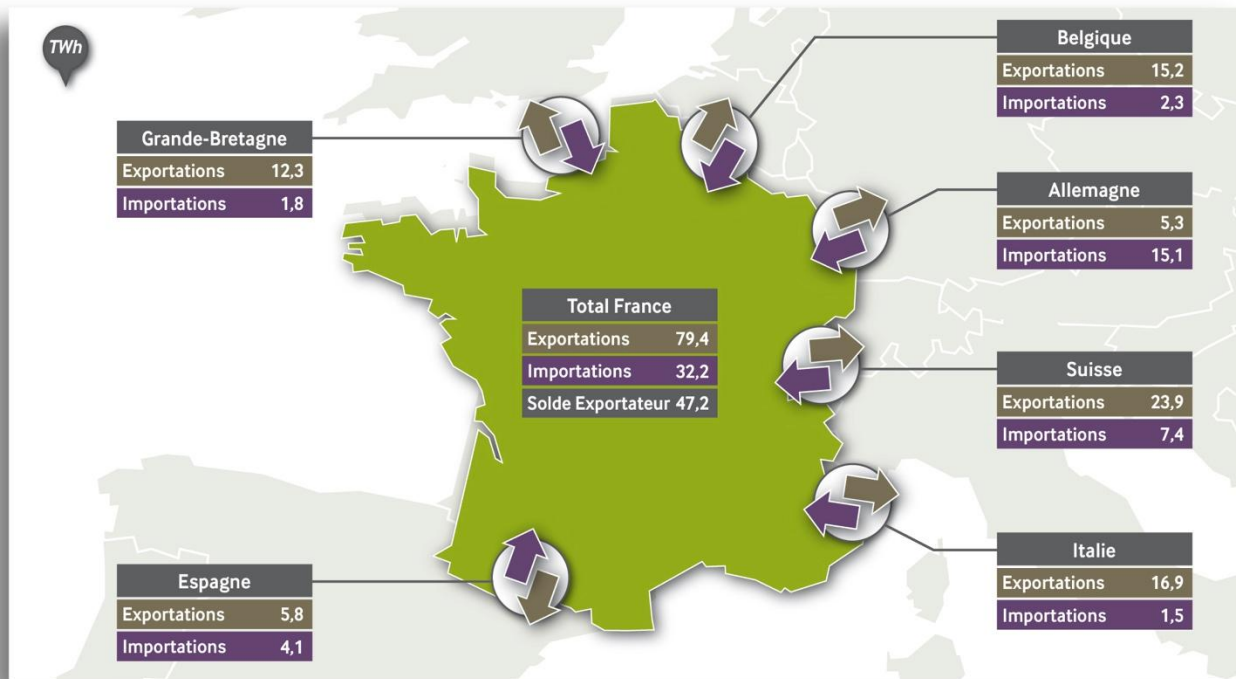 TWh
Grande-Bretagne
Exportations 12,3
Importations 1,8
Belgique
Exportations 15,2
Importations 2,3
Allemagne
Exportations 5,3
Importations 15,1
Total France
Exportations 79,4
Importations 32,2
Solde Exportateur 47,2
Suisse
Exportations 23,9
Importations 7,4
Italie
Exportations 16,9
Importations 1,5
Espagne
Exportations 5,8
Importations 4,1